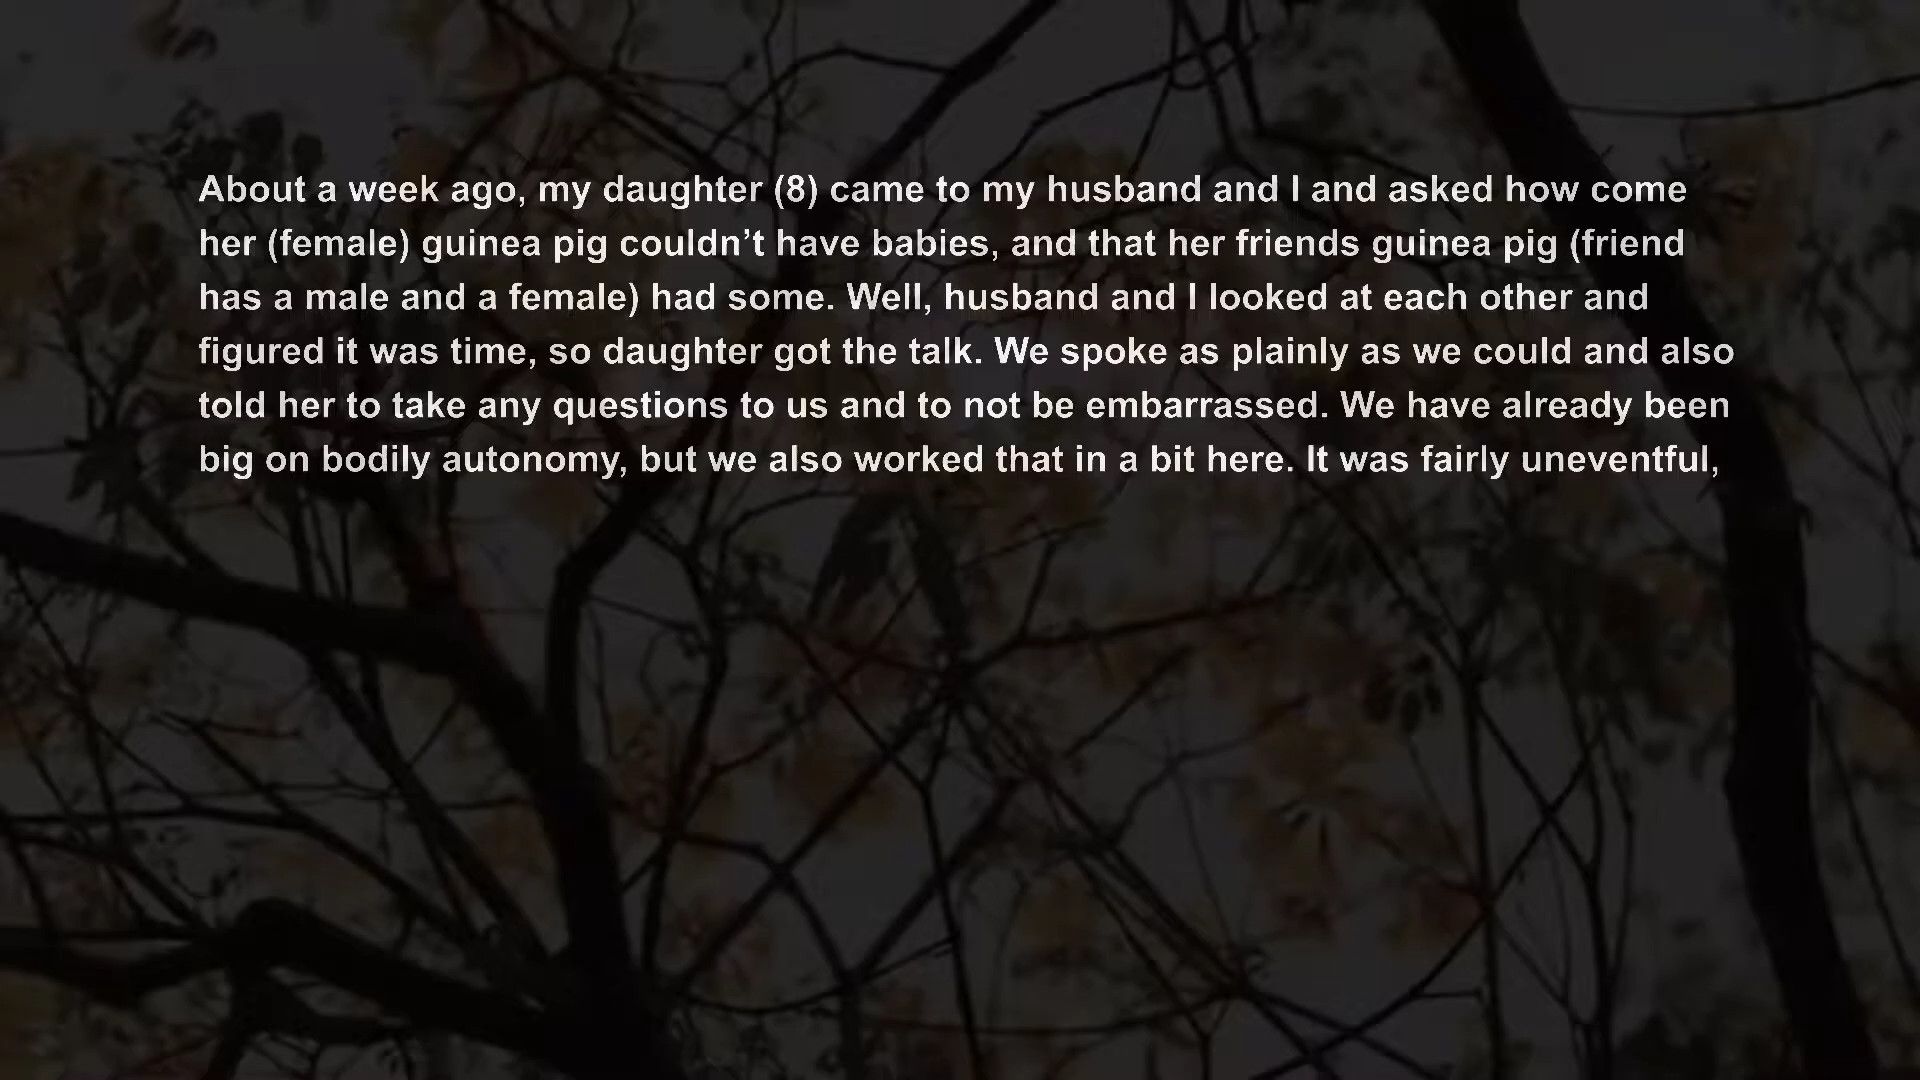 About a week ago, my daughter (8) came to my husband and I and asked how come
her (female) guinea pig couldn’t have babies, and that her friends guinea pig (friend
has a male and a female) had some. Well, husband and I looked at each other and
figured it was time, so daughter got the talk. We spoke as plainly as we could and also
told her to take any questions to us and to not be embarrassed. We have already been
big on bodily autonomy, but we also worked that in a bit here. It was fairly uneventful,